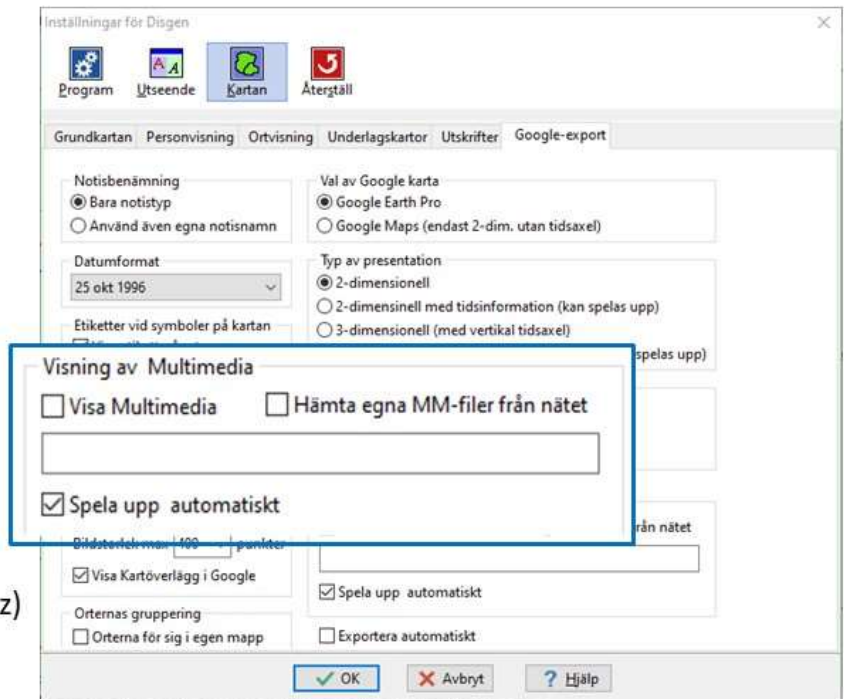 Inställningar för Disgen
Program Utseende Kartan Återställ
Grundkartan Personvisning Ortvisning Underlagskartor Utskrifter Google-export
Notisbenämning
Bara notistyp
Använd även egna notisnamn
Datumformat
25 okt 1996
Etiketter vid symboler på kartan
Val av Google karta
Google Earth Pro
Google Maps (endast 2-dim. utan tidsaxel)
Typ av presentation
2-dimensionell
2-dimensinell med tidsinformation (kan spelas upp)
3-dimensionell (med vertikal tidsaxel)
spelas upp)
Visning av Multimedia
Visa Multimedia Hämta egna MM-filer från nätet
Spela upp automatiskt
Bildstorlek max 400 punkter
Visa Kartöverlägg i Google
z)
Orternas gruppering
Orterna för sig i egen mapp
rån nätet
Spela upp automatiskt
Exportera automatiskt
OK Avbryt ? Hjälp